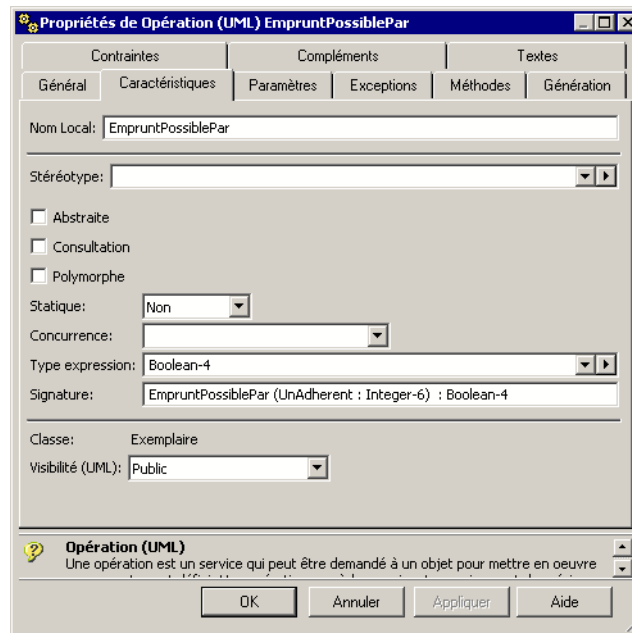 Propriétés de Opération (UML) EmpruntPossiblePar
Contraintes Compléments Textes
Général Caractéristiques Paramètres Exceptions Méthodes Génération
Nom Local: EmpruntPossiblePar
Stéréotype:
Abstraite
Consultation
Polymorphe
Statique: Non
Concurrence:
Type expression: Boolean-4
Signature: EmpruntPossiblePar (UnAdherent : Integer-6) : Boolean-4
Classe: Exemplaire
Visibilité (UML): Public
Opération (UML)
Une opération est un service qui peut être demandé à un objet pour mettre en oeuvre
OK Annuler Appliquer Aide